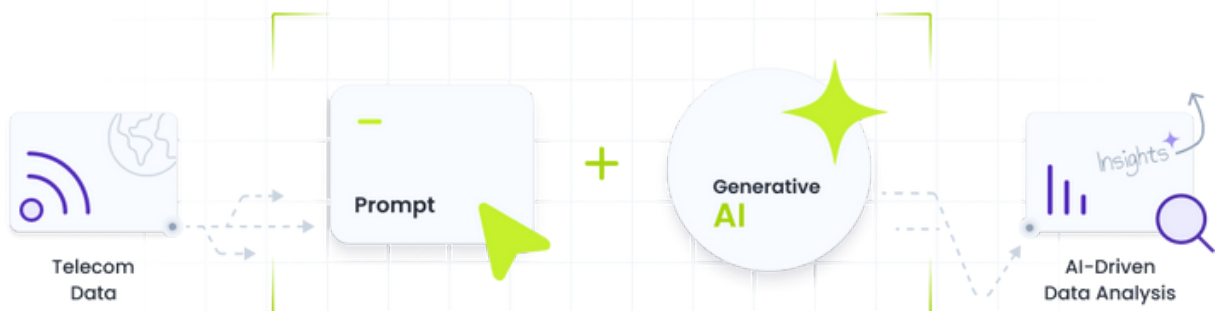 Telecom
Data
Prompt
+
Generative
AI
Insights
AI-Driven
Data Analysis